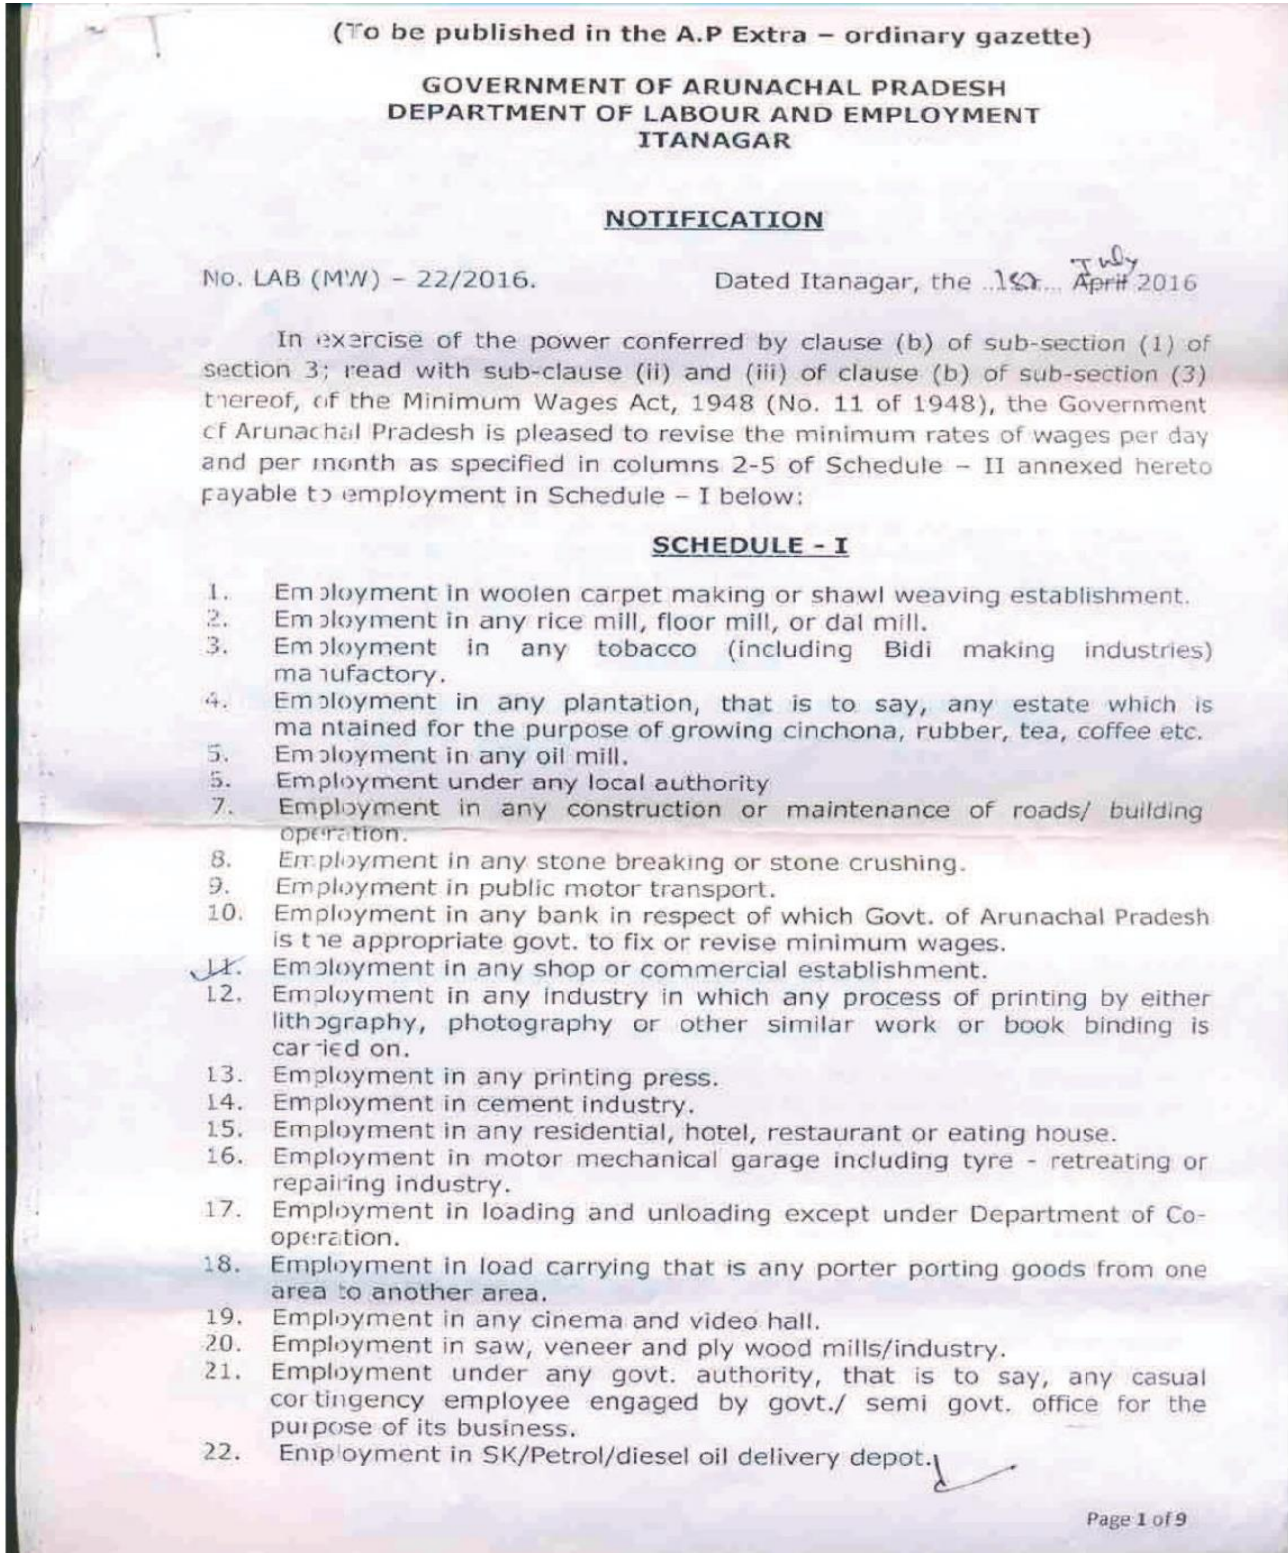 (To be published in the A.P Extra – ordinary gazette)
GOVERNMENT OF ARUNACHAL PRADESH
DEPARTMENT OF LABOUR AND EMPLOYMENT
ITANAGAR
NOTIFICATION
No. LAB (MW) – 22/2016.
Dated Itanagar, the ..1st... April July 2016
In exercise of the power conferred by clause (b) of sub-section (1) of
section 3; read with sub-clause (ii) and (iii) of clause (b) of sub-section (3)
thereof, of the Minimum Wages Act, 1948 (No. 11 of 1948), the Government
of Arunachal Pradesh is pleased to revise the minimum rates of wages per day
and per month as specified in columns 2-5 of Schedule – II annexed hereto
payable to employment in Schedule – I below:
SCHEDULE - I
1. Employment in woolen carpet making or shawl weaving establishment.
2. Employment in any rice mill, floor mill, or dal mill.
3. Employment in any tobacco (including Bidi making industries)
manufactory.
4. Employment in any plantation, that is to say, any estate which is
maintained for the purpose of growing cinchona, rubber, tea, coffee etc.
5. Employment in any oil mill.
6. Employment under any local authority
7. Employment in any construction or maintenance of roads/ building
operation.
8. Employment in any stone breaking or stone crushing.
9. Employment in public motor transport.
10. Employment in any bank in respect of which Govt. of Arunachal Pradesh
is the appropriate govt. to fix or revise minimum wages.
11. Employment in any shop or commercial establishment.
12. Employment in any industry in which any process of printing by either
lithography, photography or other similar work or book binding is
carried on.
13. Employment in any printing press.
14. Employment in cement industry.
15. Employment in any residential, hotel, restaurant or eating house.
16. Employment in motor mechanical garage including tyre - retreating or
repairing industry.
17. Employment in loading and unloading except under Department of Co-
operation.
18. Employment in load carrying that is any porter porting goods from one
area to another area.
19. Employment in any cinema and video hall.
20. Employment in saw, veneer and ply wood mills/industry.
21. Employment under any govt. authority, that is to say, any casual
contingency employee engaged by govt./ semi govt. office for the
purpose of its business.
22. Employment in SK/Petrol/diesel oil delivery depot.
Page 1 of 9